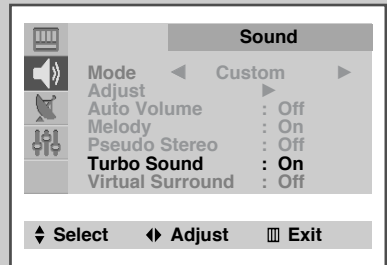 Sound
Mode ◄ Custom ►
Adjust ►
Auto Volume : Off
Melody : On
Pseudo Stereo : Off
Turbo Sound : On
Virtual Surround : Off
Select Adjust Exit